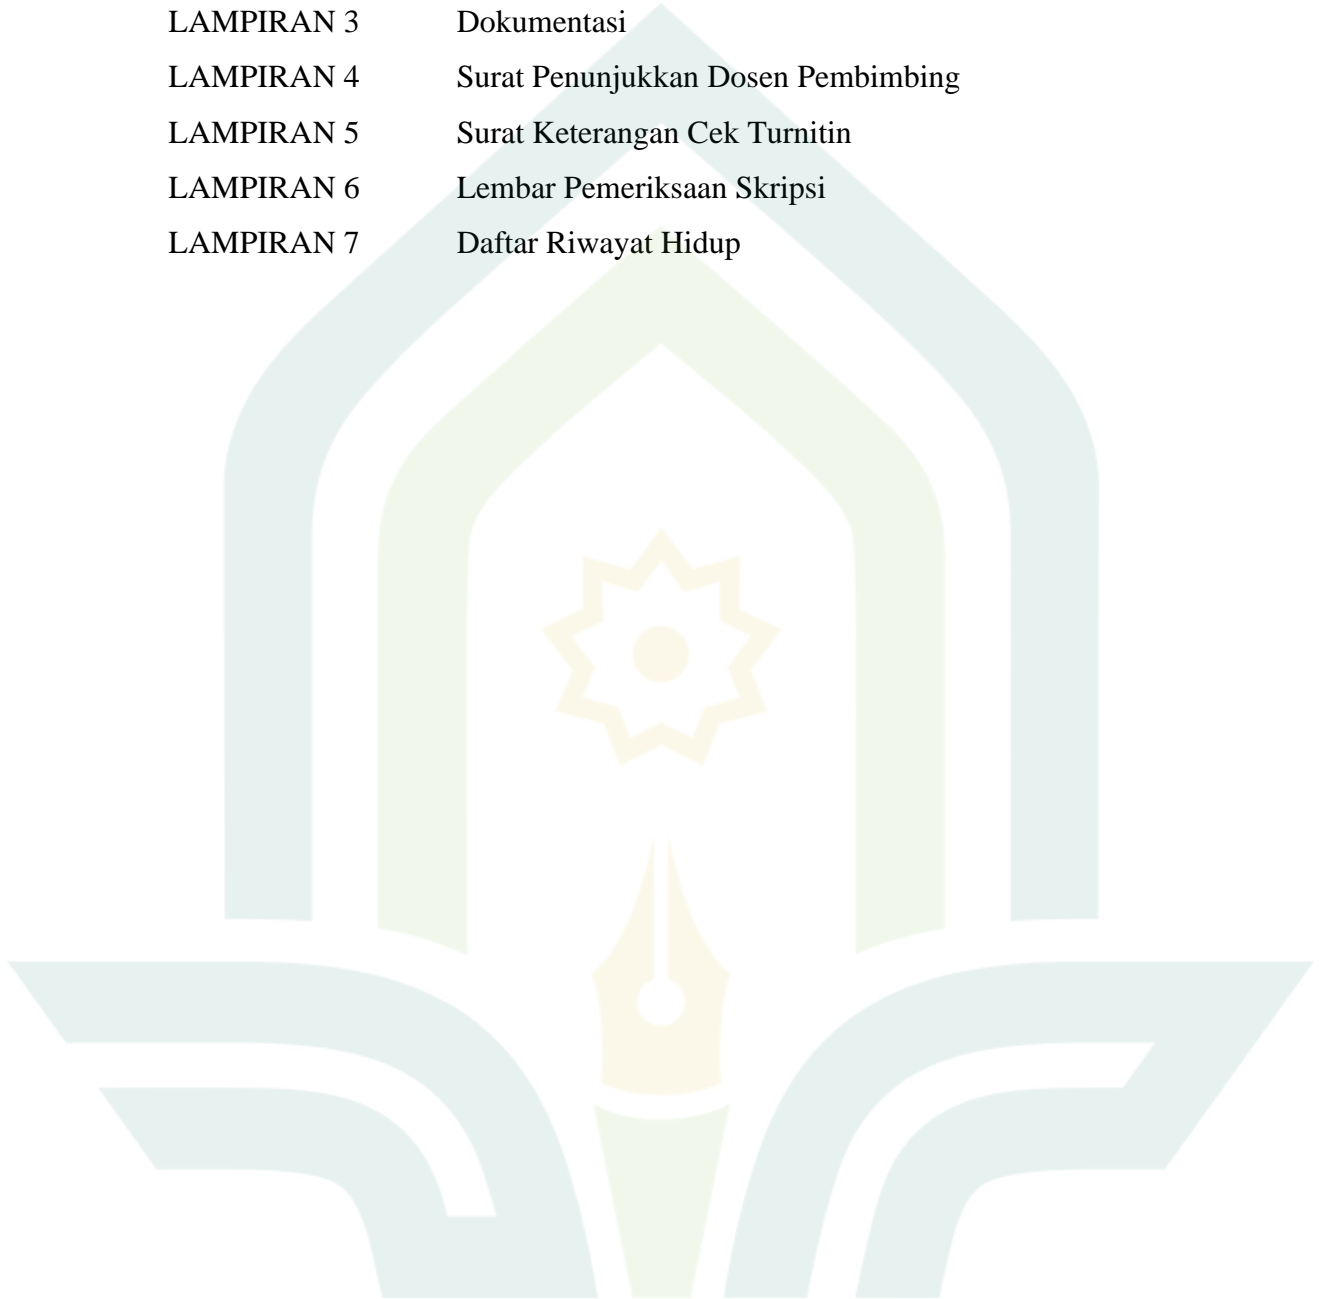 LAMPIRAN 3 Dokumentasi
LAMPIRAN 4 Surat Penunjukkan Dosen Pembimbing
LAMPIRAN 5 Surat Keterangan Cek Turnitin
LAMPIRAN 6 Lembar Pemeriksaan Skripsi
LAMPIRAN 7 Daftar Riwayat Hidup